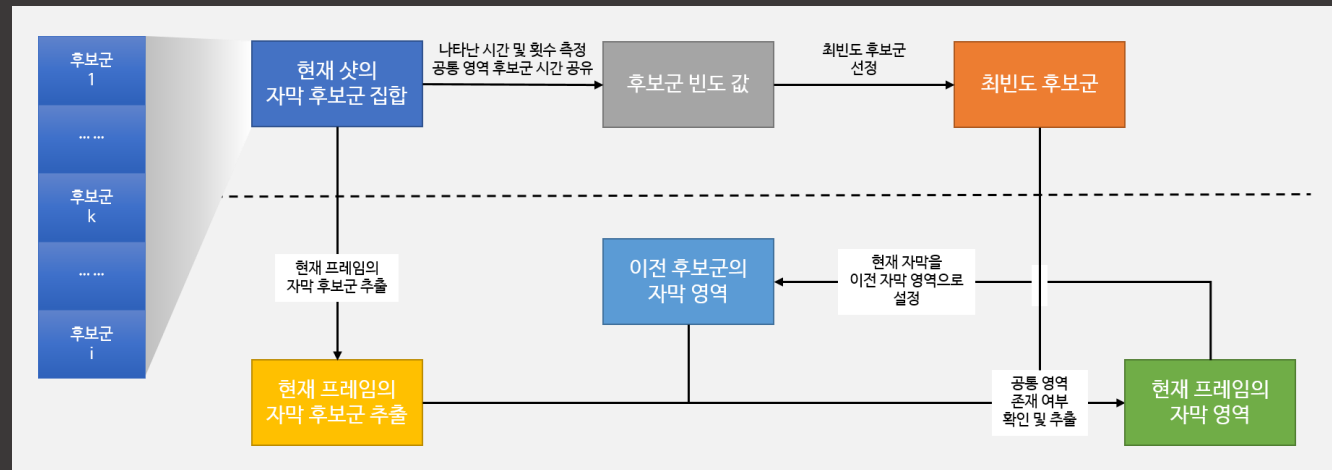 후보군
1
... ...
후보군
k
... ...
후보군
i
현재 샷의
자막 후보군 집합
나타난 시간 및 횟수 측정
공통 영역 후보군 시간 공유
후보군 빈도 값
최빈도 후보군
선정
최빈도 후보군
현재 프레임의
자막 후보군 추출
이전 후보군의
자막 영역
현재 자막을
이전 자막 영역으로
설정
현재 프레임의
자막 후보군 추출
공통 영역
존재 여부
확인 및 추출
현재 프레임의
자막 영역